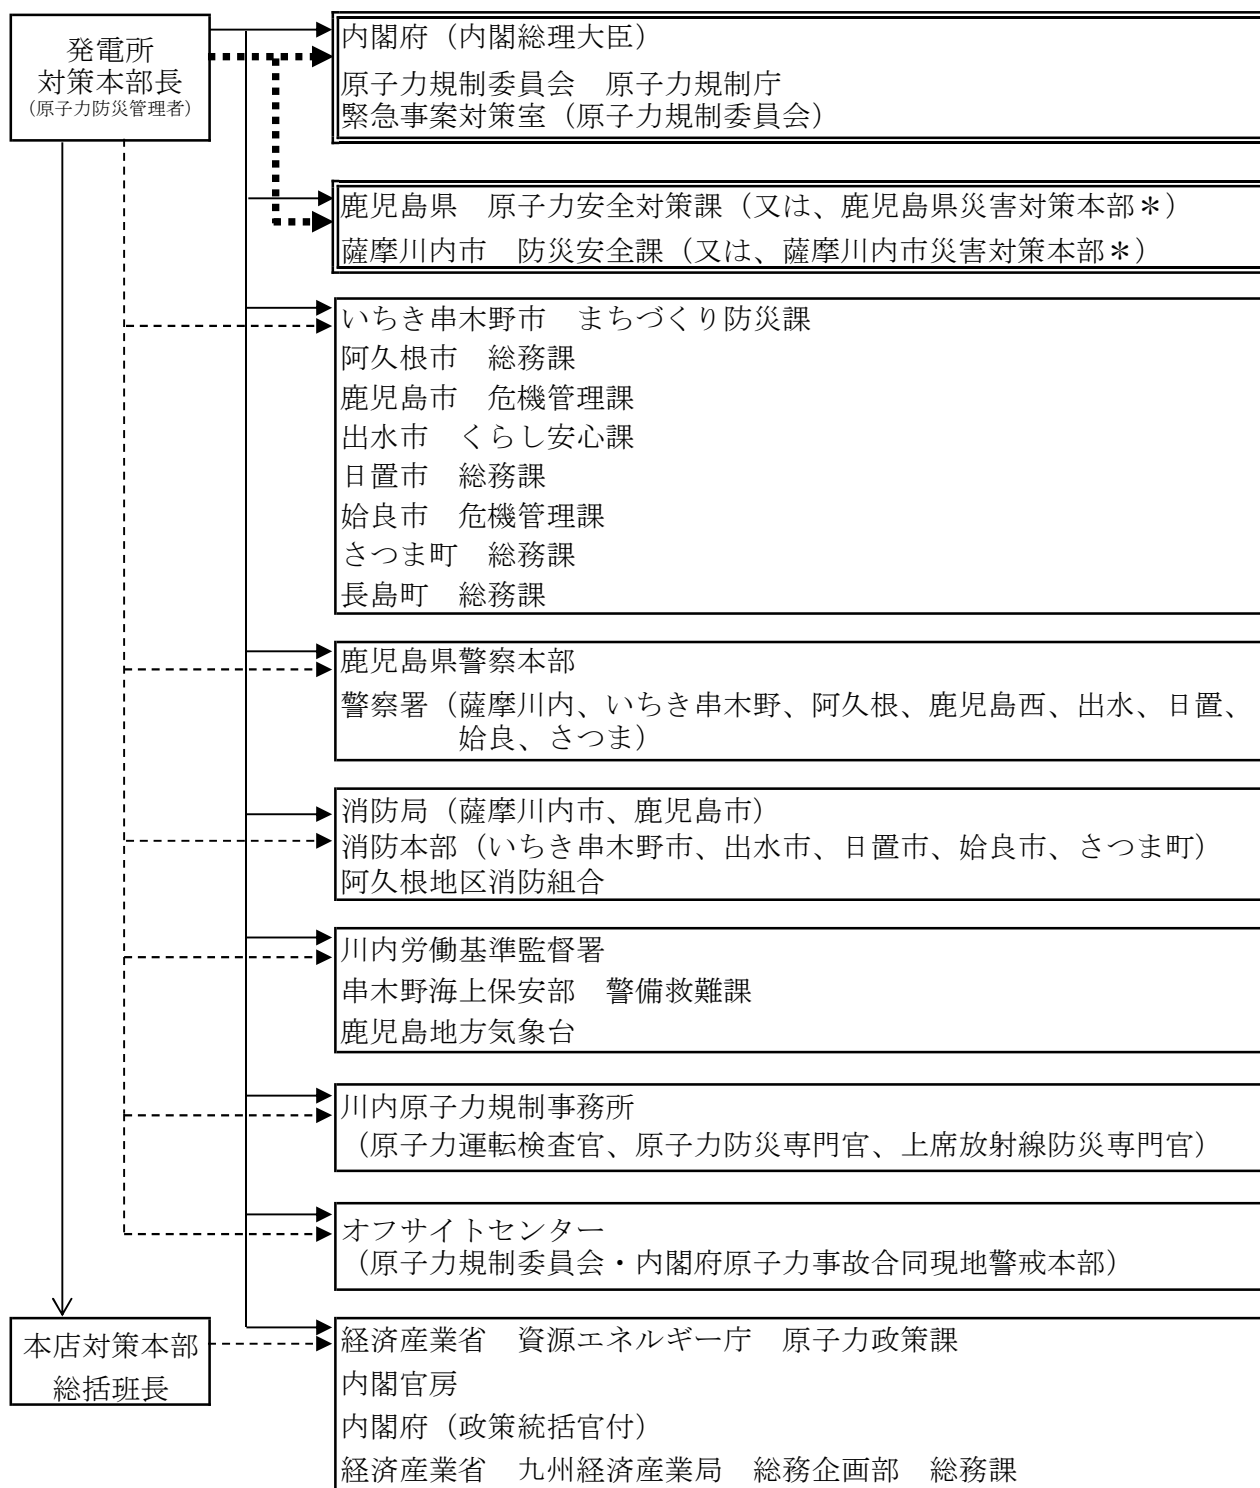 発電所
対策本部長
(原子力防災管理者)
内閣府(内閣総理大臣)
原子力規制委員会 原子力規制庁
緊急事案対策室(原子力規制委員会)
鹿児島県 原子力安全対策課(又は、鹿児島県災害対策本部*)
薩摩川内市 防災安全課(又は、薩摩川内市災害対策本部*)
いちき串木野市 まちづくり防災課
阿久根市 総務課
鹿児島市 危機管理課
出水市 くらし安心課
日置市 総務課
姶良市 危機管理課
さつま町 総務課
長島町 総務課
鹿児島県警察本部
警察署(薩摩川内、いちき串木野、阿久根、鹿児島西、出水、日置、
姶良、さつま)
消防局(薩摩川内市、鹿児島市)
消防本部(いちき串木野市、出水市、日置市、姶良市、さつま町)
阿久根地区消防組合
川内労働基準監督署
串木野海上保安部 警備救難課
鹿児島地方気象台
川内原子力規制事務所
(原子力運転検査官、原子力防災専門官、上席放射線防災専門官)
オフサイトセンター
(原子力規制委員会・内閣府原子力事故合同現地警戒本部)
本店対策本部
総括班長
経済産業省 資源エネルギー庁 原子力政策課
内閣官房
内閣府(政策統括官付)
経済産業省 九州経済産業局 総務企画部 総務課